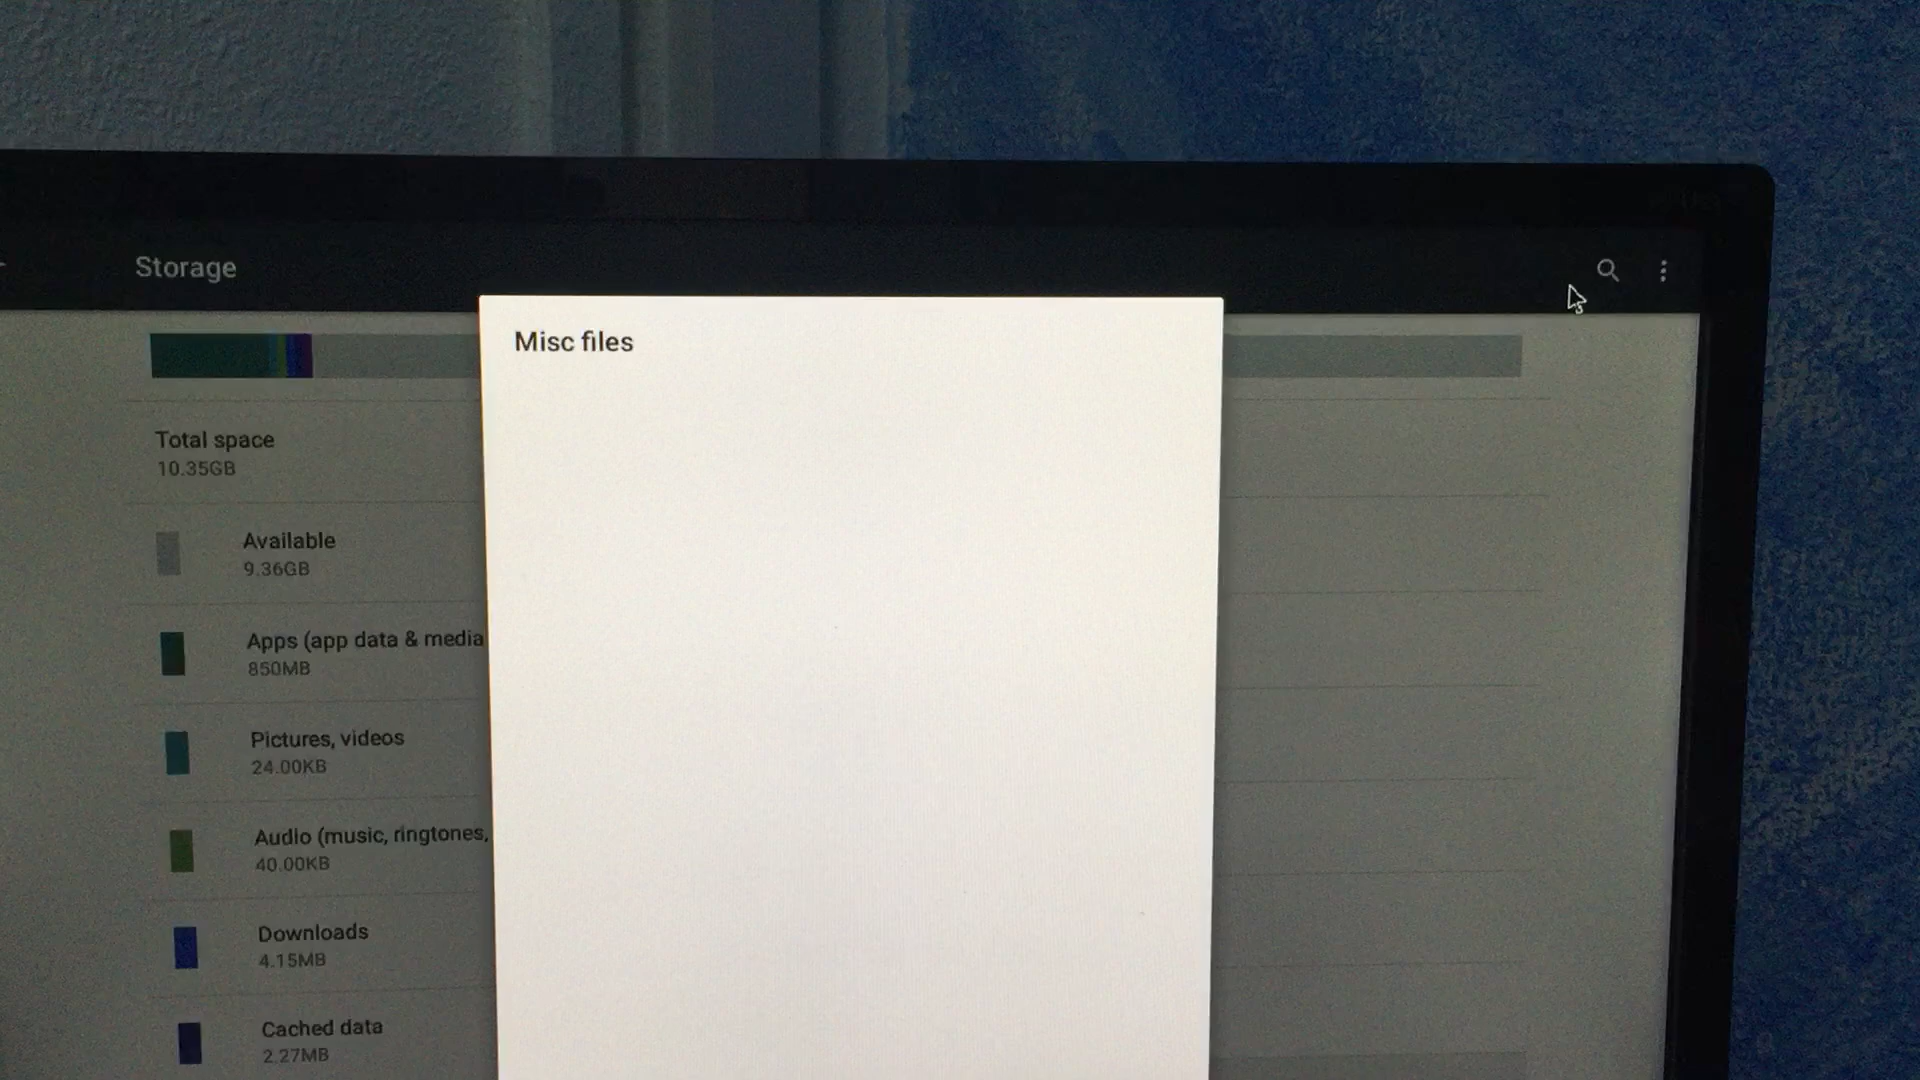 Storage
Misc files
Total space
10.35GB
Available
9.36GB
Apps (app data & media
850MB
Pictures, videos
24.00KB
Audio (music, ringtones,
40.00KB
Downloads
4.15MB
Cached data
2.27MB